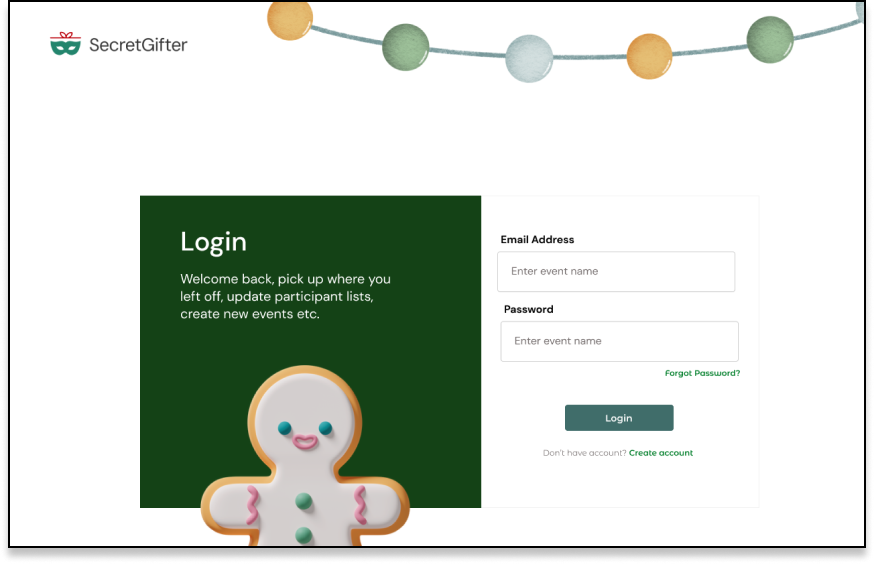 SecretGifter
Login
Welcome back, pick up where you
left off, update participant lists,
create new events etc.
Email Address
Enter event name
Password
Enter event name
Forgot Password?
Login
Don't have account? Create account